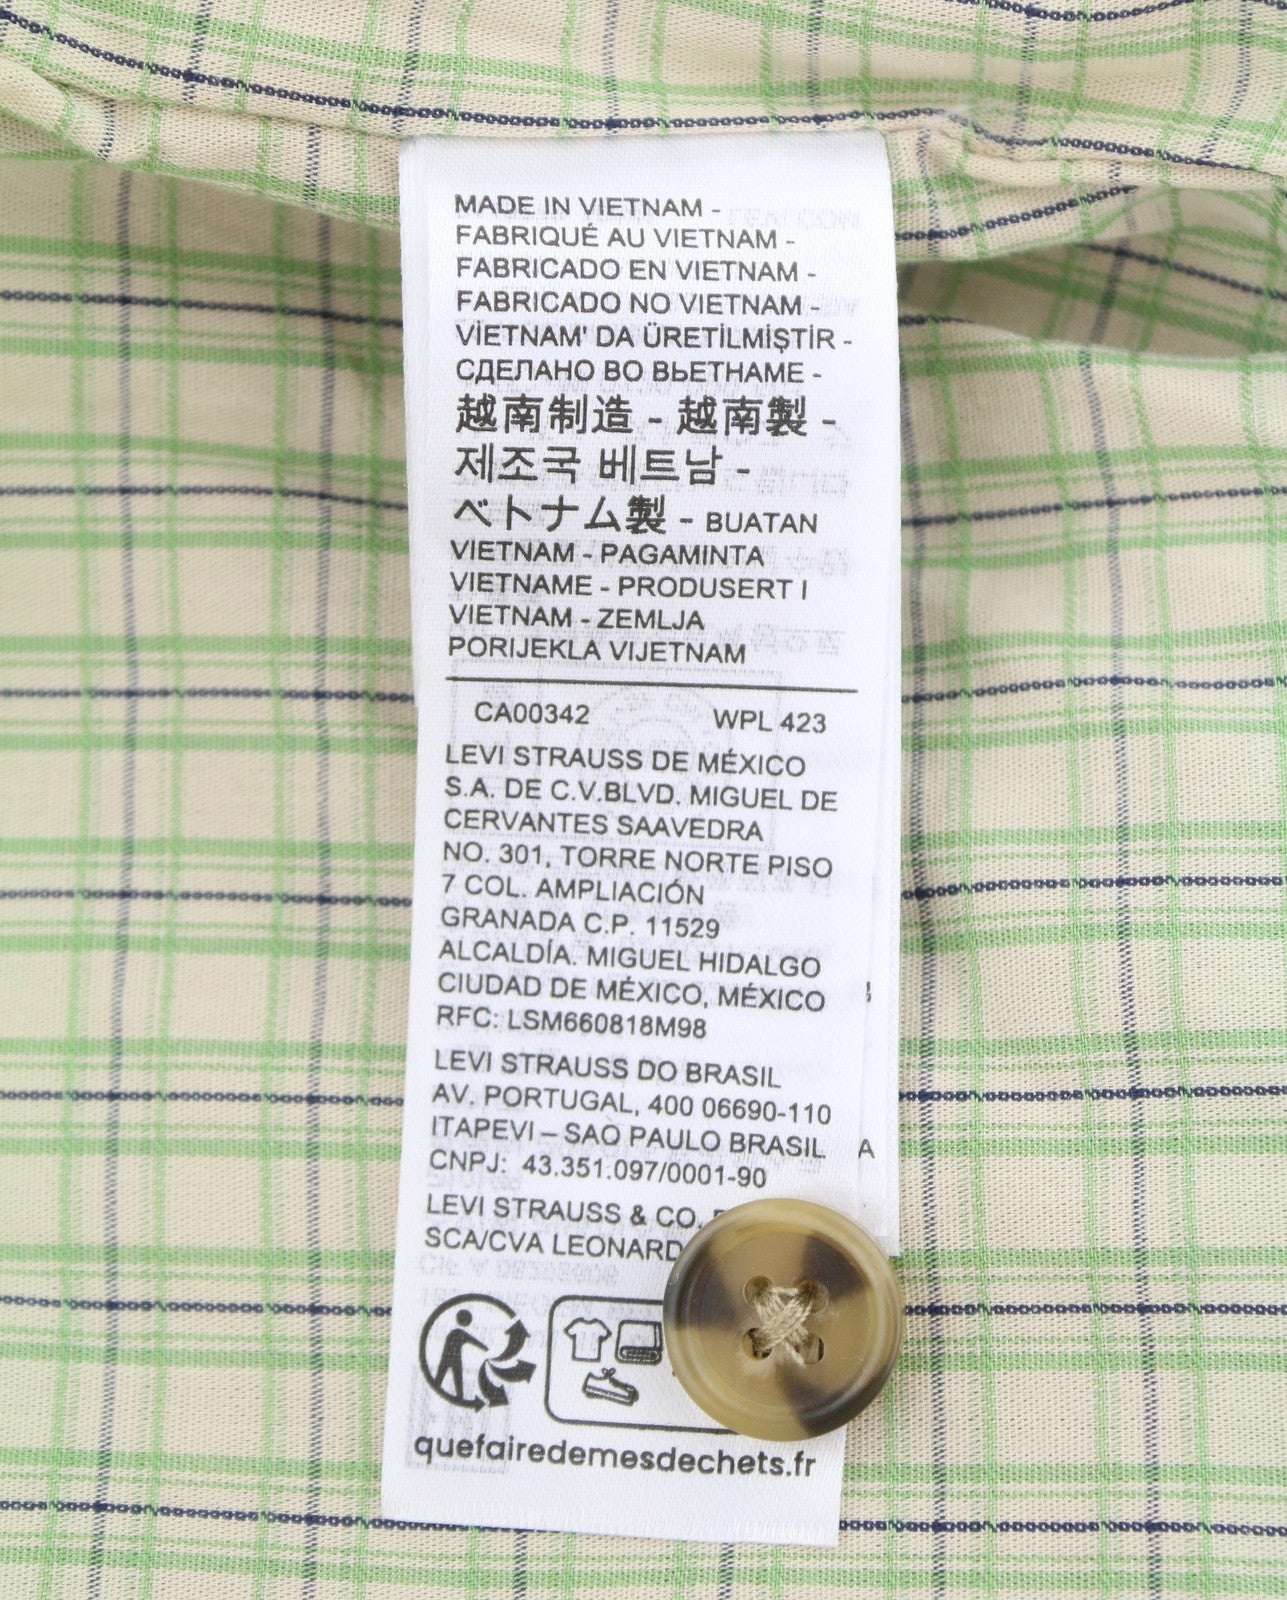 MADE IN VIETNAM -
FABRIQUÉ AU VIETNAM -
FABRICADO EN VIETNAM -
FABRICADO NO VIETNAM -
VİETNAM' DA ÜRETİLMİŞTİR -
СДЕЛАНО ВО ВЬЕТНАМЕ -
越南制造 - 越南製 -
제조국 베트남 -
ベトナム製 - BUATAN
VIETNAM - PAGAMINTA
VIETNAME - PRODUSERT I
VIETNAM - ZEMLJA
PORIJEKLA VIJETNAM
CA00342 WPL 423
LEVI STRAUSS DE MÉXICO
S.A. DE C.V.BLVD. MIGUEL DE
CERVANTES SAAVEDRA
NO. 301, TORRE NORTE PISO
7 COL. AMPLIACIÓN
GRANADA C.P. 11529
ALCALDÍA. MIGUEL HIDALGO
CIUDAD DE MÉXICO, MÉXICO
RFC: LSM660818M98
LEVI STRAUSS DO BRASIL
AV. PORTUGAL, 400 06690-110
ITAPEVI – SAO PAULO BRASIL
CNPJ: 43.351.097/0001-90
LEVI STRAUSS & CO.
SCA/CVA LEONARD
quefairedemesdechets.fr